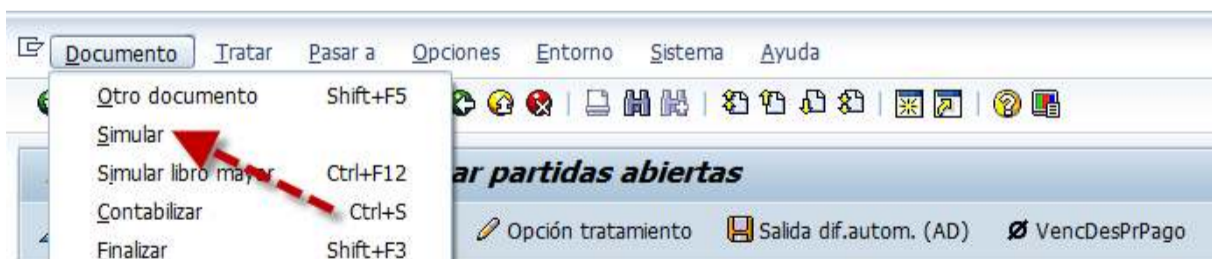 Documento Tratar Pasar a Opciones Entorno Sistema Ayuda
Otro documento Shift+F5
Simular
Simular libro mayor Ctrl+F12
ar partidas abiertas
Contabilizar Ctrl+S
Opción tratamiento Salida dif.autom. (AD) VencDesPrPago
Finalizar Shift+F3